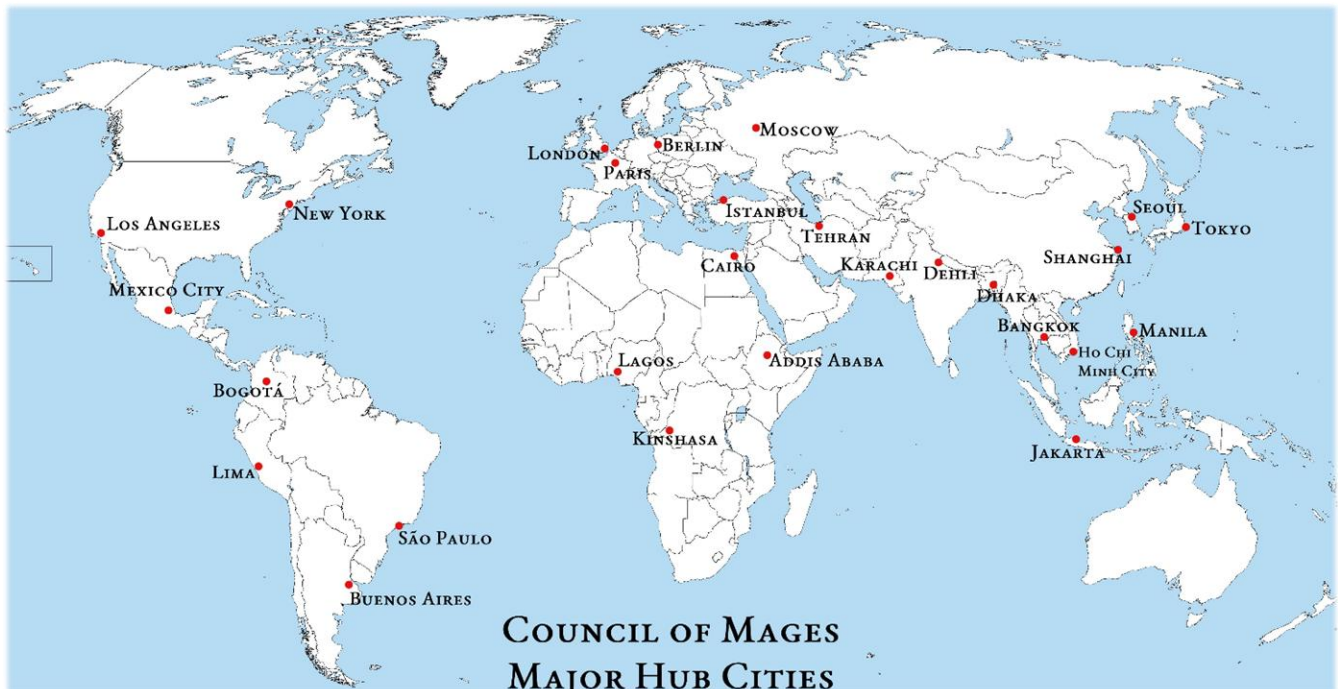 Moscow
London
Berlin
Paris
New York
Istanbul
Los Angeles
Seoul
Tokyo
Tehran
Cairo
Karachi
Dehli
Shanghai
Mexico City
Dhaka
Bangkok
Manila
Ho Chi
Minh City
Lagos
Addis Ababa
Bogotá
Kinshasa
Jakarta
Lima
São Paulo
Buenos Aires
Council of Mages
Major Hub Cities